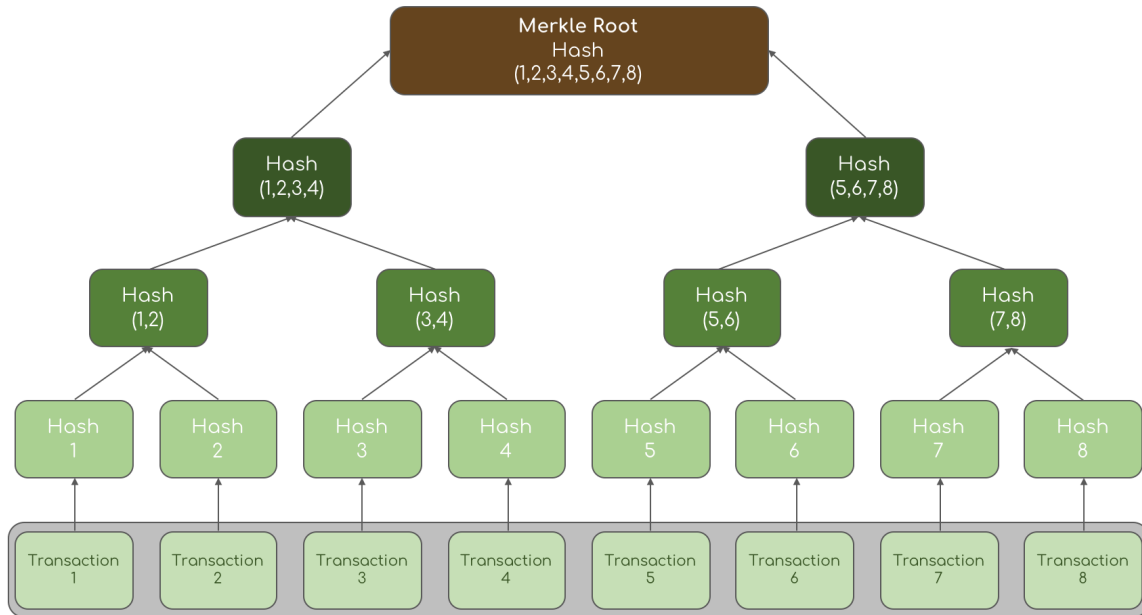 Merkle Root
Hash
(1,2,3,4,5,6,7,8)
Hash
(1,2,3,4)
Hash
(5,6,7,8)
Hash
(1,2)
Hash
(3,4)
Hash
(5,6)
Hash
(7,8)
Hash
1
Hash
2
Hash
3
Hash
4
Hash
5
Hash
6
Hash
7
Hash
8
Transaction
1
Transaction
2
Transaction
3
Transaction
4
Transaction
5
Transaction
6
Transaction
7
Transaction
8